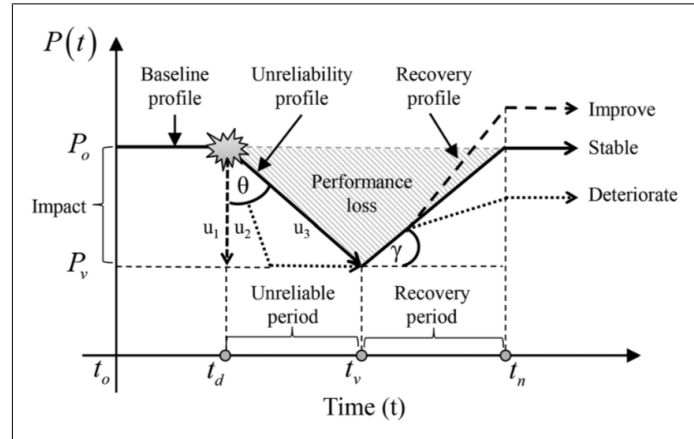 P(t)
Baseline
profile
Unreliability
profile
Recovery
profile
Improve
P_o
Stable
θ
Performance
loss
Deteriorate
Impact
u_1
u_2
u_3
γ
P_v
Unreliable
period
Recovery
period
t_o
t_d
t_v
t_n
Time (t)